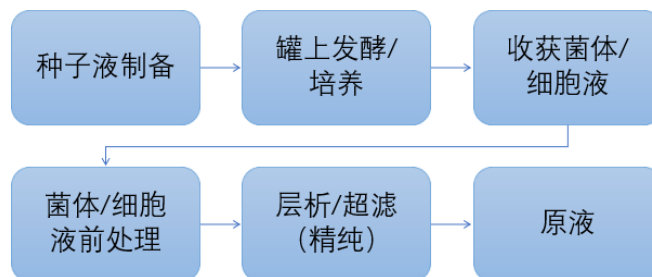 种子液制备
罐上发酵/
培养
收获菌体/
细胞液
菌体/细胞
液前处理
层析/超滤
（精纯）
原液